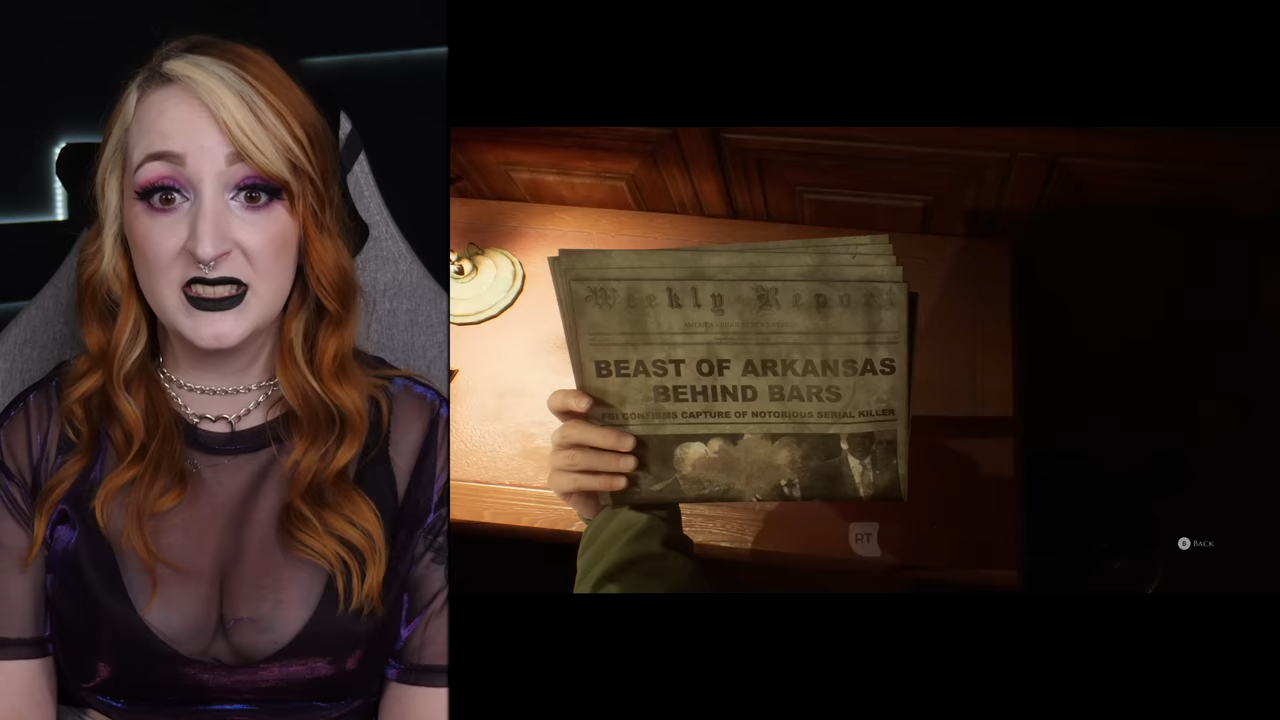 Weekly Report
BEAST OF ARKANSAS
BEHIND BARS
FBI CONFIRMS CAPTURE OF NOTORIOUS SERIAL KILLER
RT
B BACK